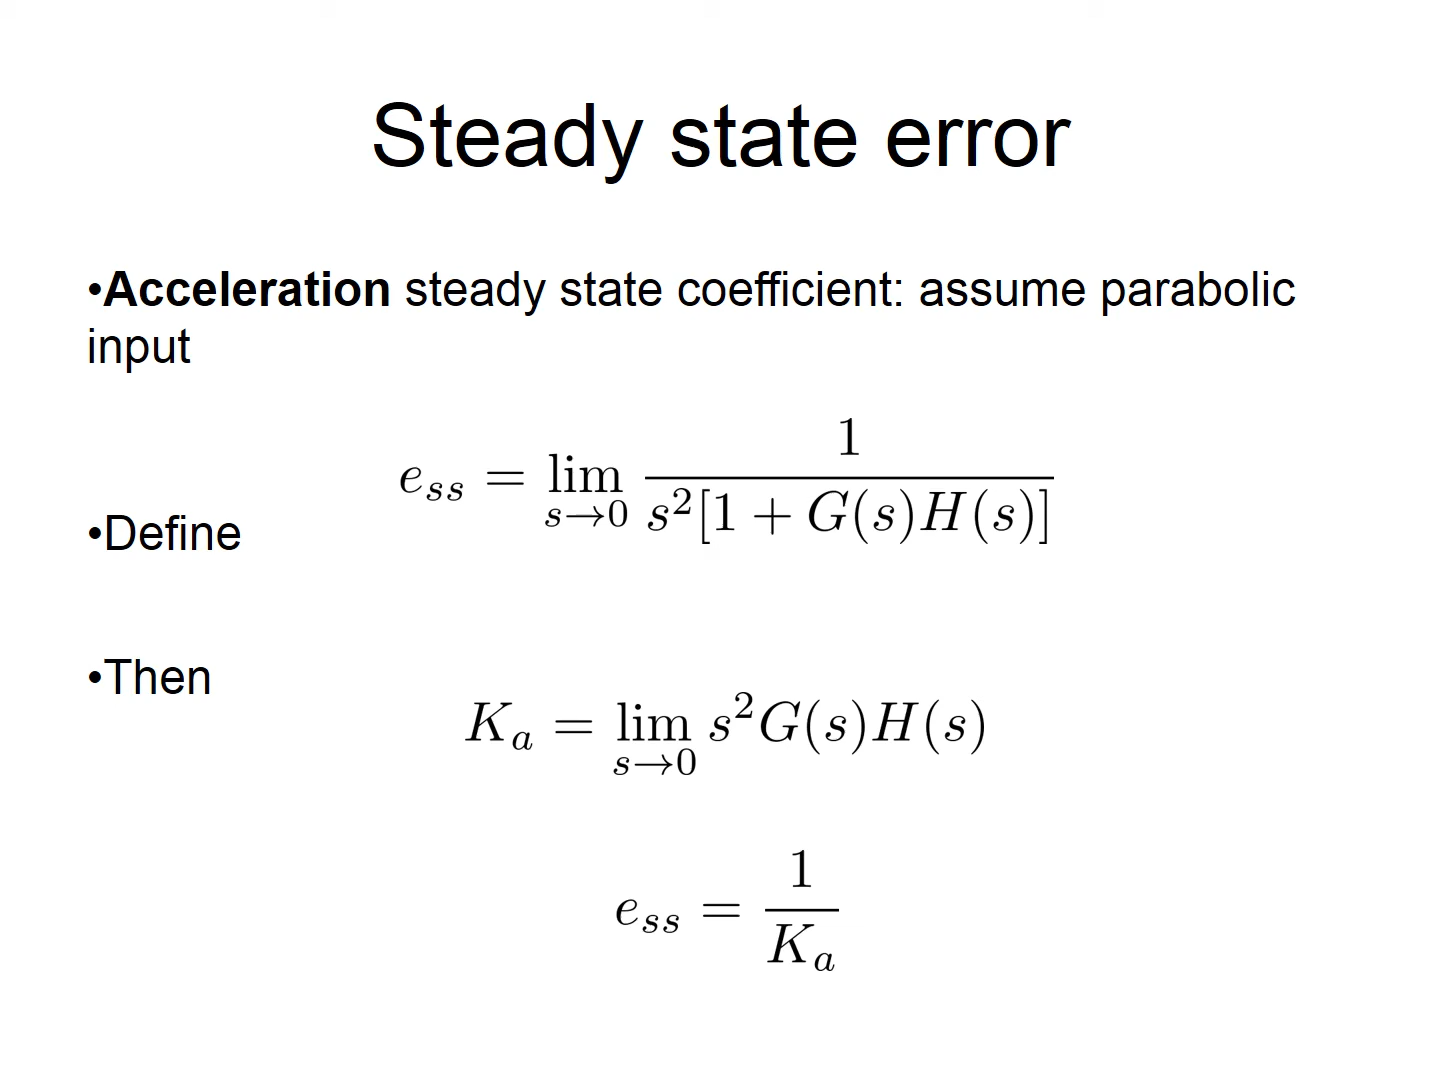 Steady state error
•Acceleration steady state coefficient: assume parabolic
input
e_{ss} = \lim_{s \to 0} \frac{1}{s^2[1 + G(s)H(s)]}
•Define
•Then
K_a = \lim_{s \to 0} s^2 G(s)H(s)
e_{ss} = \frac{1}{K_a}